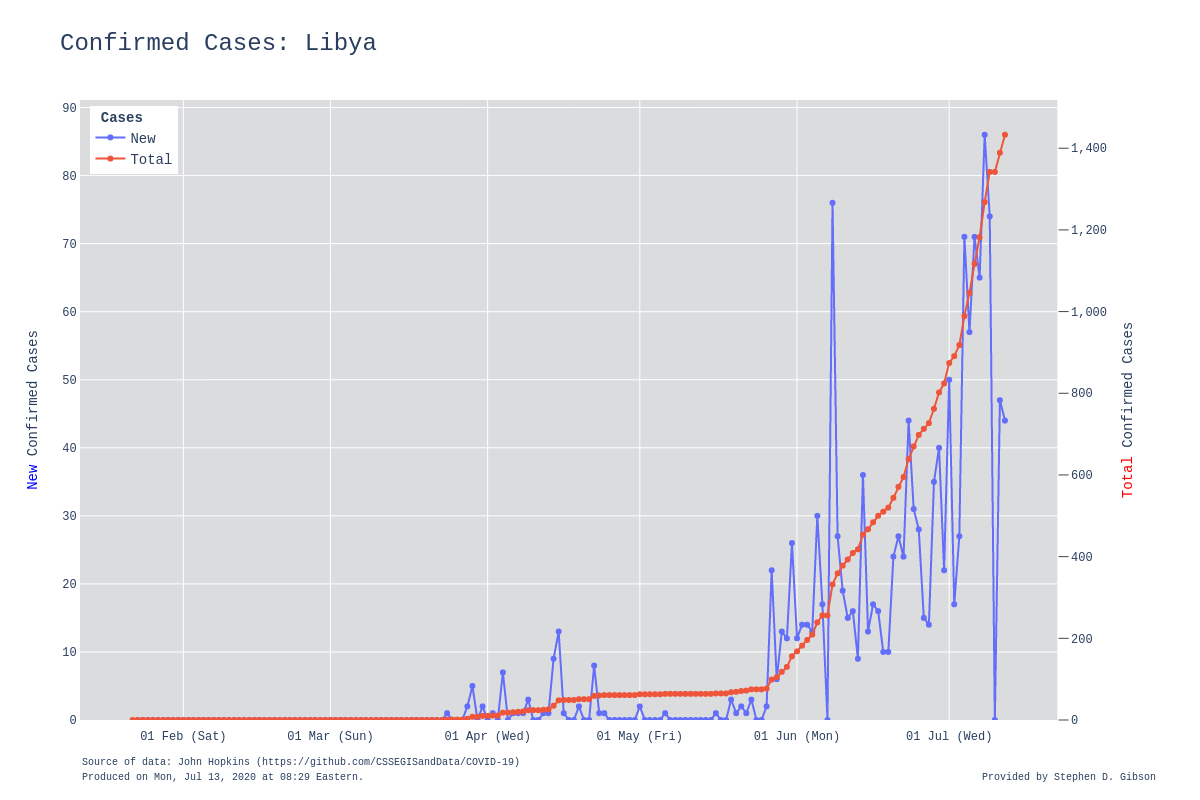 Confirmed Cases: Libya
Cases
New
Total
90
80
70
60
50
40
30
20
10
0
1,400
1,200
1,000
800
600
400
200
0
New Confirmed Cases
Total Confirmed Cases
01 Feb (Sat)
01 Mar (Sun)
01 Apr (Wed)
01 May (Fri)
01 Jun (Mon)
01 Jul (Wed)
Source of data: John Hopkins (https://github.com/CSSEGISandData/COVID-19)
Produced on Mon, Jul 13, 2020 at 08:29 Eastern.
Provided by Stephen D. Gibson